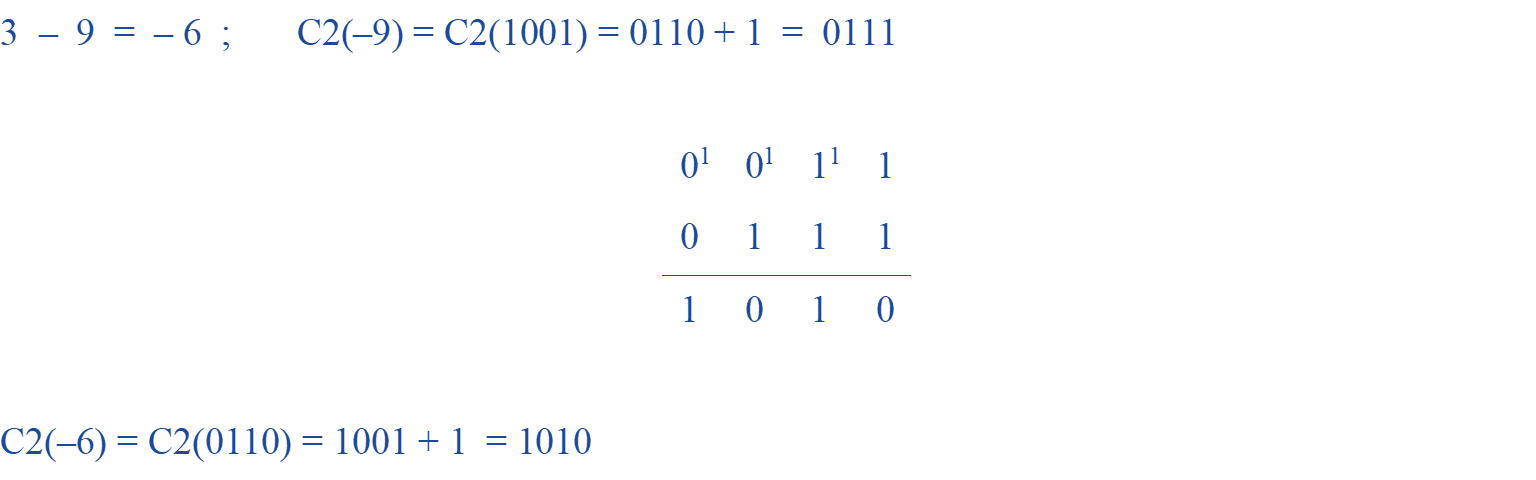 3 – 9 = – 6 ; C2(–9) = C2(1001) = 0110 + 1 = 0111
0¹ 0¹ 1¹ 1
0 1 1 1
1 0 1 0
C2(–6) = C2(0110) = 1001 + 1 = 1010